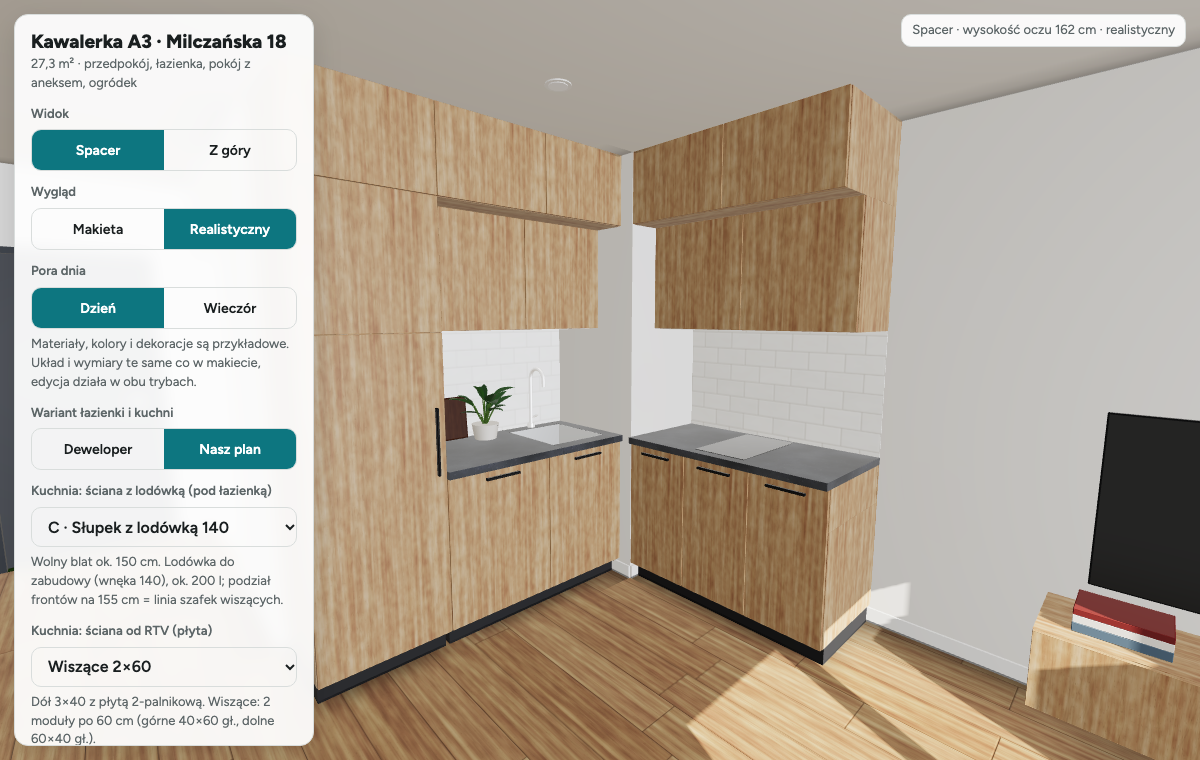 Kawalerka A3 · Milczańska 18
27,3 m² · przedpokój, łazienka, pokój z
aneksem, ogródek
Widok
Spacer
Z góry
Wygląd
Makieta
Realistyczny
Pora dnia
Dzień
Wieczór
Materiały, kolory i dekoracje są przykładowe.
Układ i wymiary te same co w makiecie,
edycja działa w obu trybach.
Wariant łazienki i kuchni
Deweloper
Nasz plan
Kuchnia: ściana z lodówką (pod łazienką)
C · Słupek z lodówką 140
Wolny blat ok. 150 cm. Lodówka do
zabudowy (wnęka 140), ok. 200 l; podział
frontów na 155 cm = linia szafek wiszących.
Kuchnia: ściana od RTV (płyta)
Wiszące 2×60
Dół 3×40 z płytą 2-palnikową. Wiszące: 2
moduły po 60 cm (górne 40×60 gł., dolne
60×40 gł.).
Spacer · wysokość oczu 162 cm · realistyczny